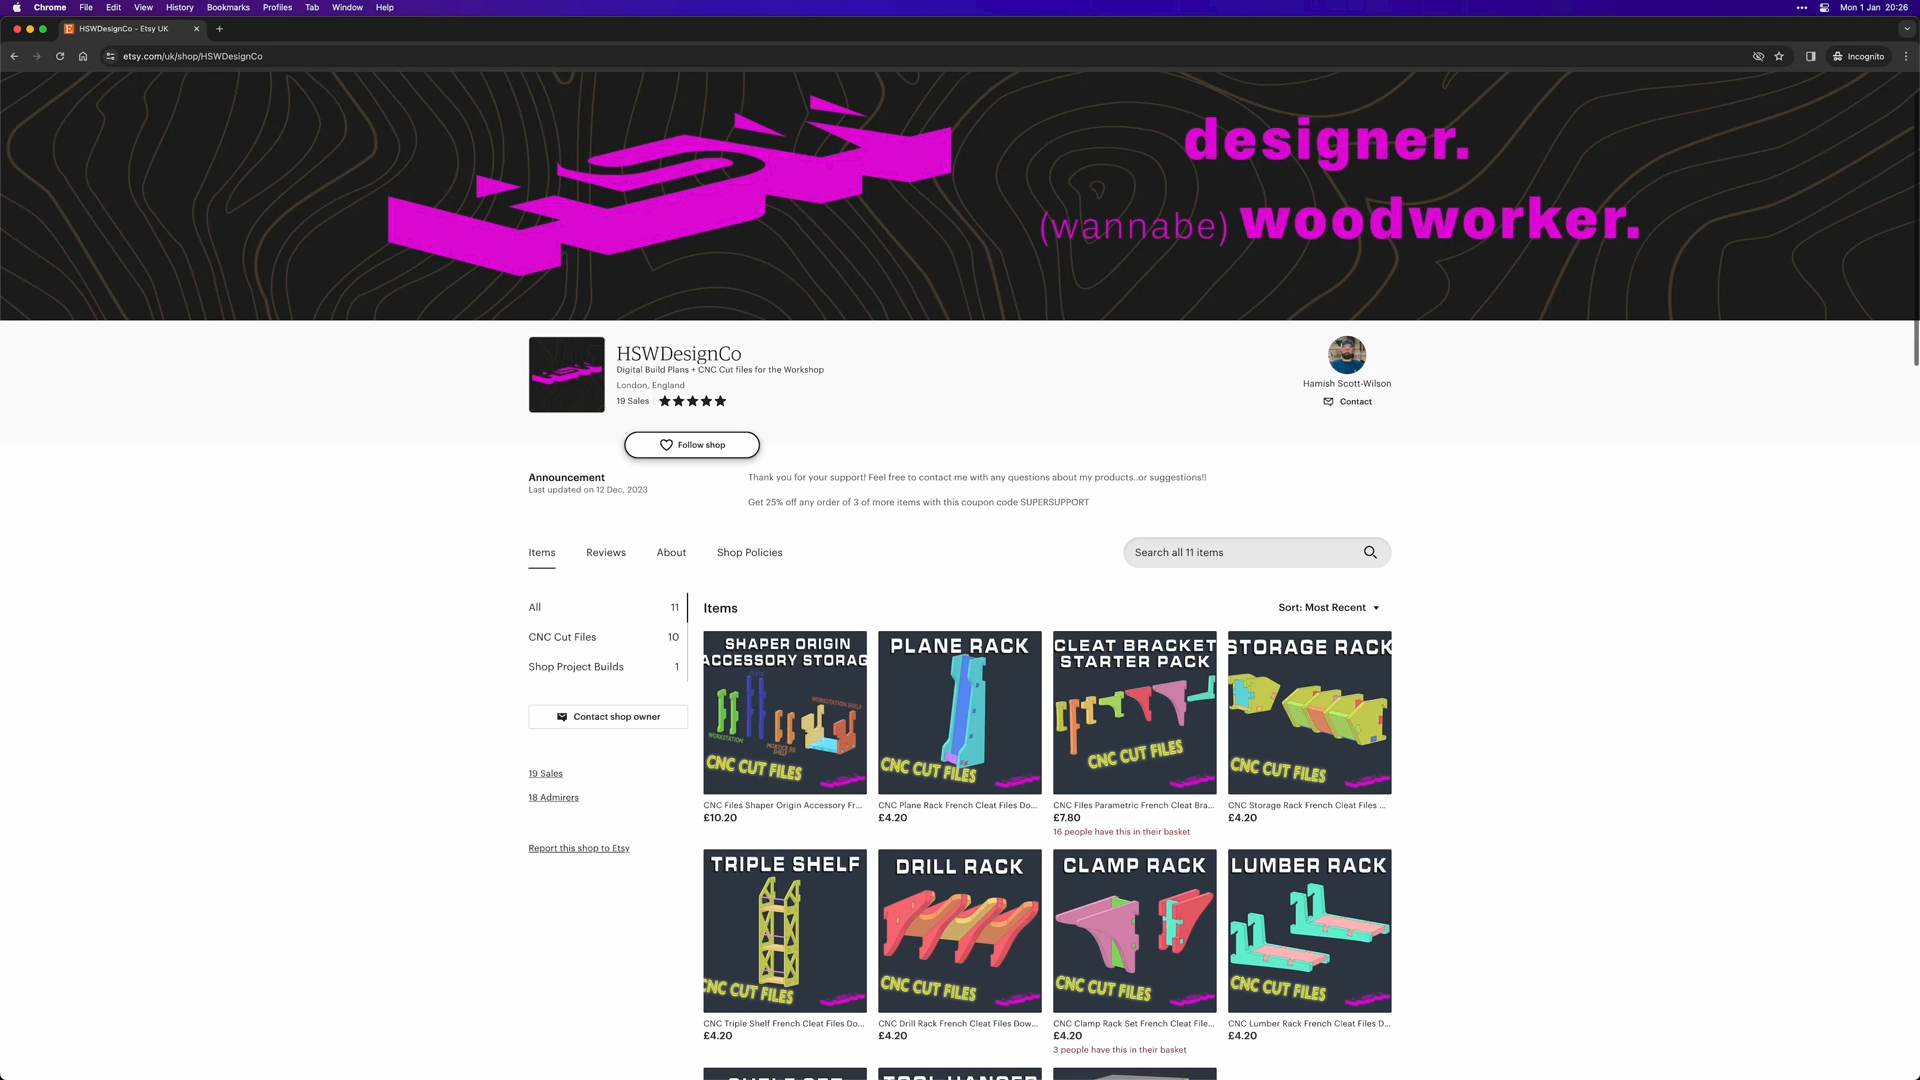 Chrome File Edit View History Bookmarks Profiles Tab Window Help
Mon 1 Jan 20:26
HSWDesignCo - Etsy UK
etsy.com/uk/shop/HSWDesignCo
Incognito
designer.
(wannabe) woodworker.
HSWDesignCo
Digital Build Plans + CNC Cut files for the Workshop
London, England
19 Sales
Hamish Scott-Wilson
Contact
Follow shop
Announcement
Last updated on 12 Dec, 2023
Thank you for your support! Feel free to contact me with any questions about my products..or suggestions!!
Get 25% off any order of 3 of more items with this coupon code SUPERSUPPORT
Items Reviews About Shop Policies
Search all 11 items
All 11
CNC Cut Files 10
Shop Project Builds 1
Contact shop owner
19 Sales
18 Admirers
Report this shop to Etsy
Items
Sort: Most Recent
SHAPER ORIGIN
ACCESSORY STORAG
WORKSTATION SHELF
WORKSTATION
CNC CUT FILES
CNC Files Shaper Origin Accessory Fr...
£10.20
PLANE RACK
CNC CUT FILES
CNC Plane Rack French Cleat Files Do...
£4.20
CLEAT BRACKET
STARTER PACK
CNC CUT FILES
CNC Files Parametric French Cleat Bra...
£7.80
16 people have this in their basket
STORAGE RACK
CNC CUT FILES
CNC Storage Rack French Cleat Files ...
£4.20
TRIPLE SHELF
CNC CUT FILES
CNC Triple Shelf French Cleat Files Do...
£4.20
DRILL RACK
CNC CUT FILES
CNC Drill Rack French Cleat Files Dow...
£4.20
CLAMP RACK
CNC CUT FILES
CNC Clamp Rack Set French Cleat File...
£4.20
3 people have this in their basket
LUMBER RACK
CNC CUT FILES
CNC Lumber Rack French Cleat Files D...
£4.20
TOOL HANGER